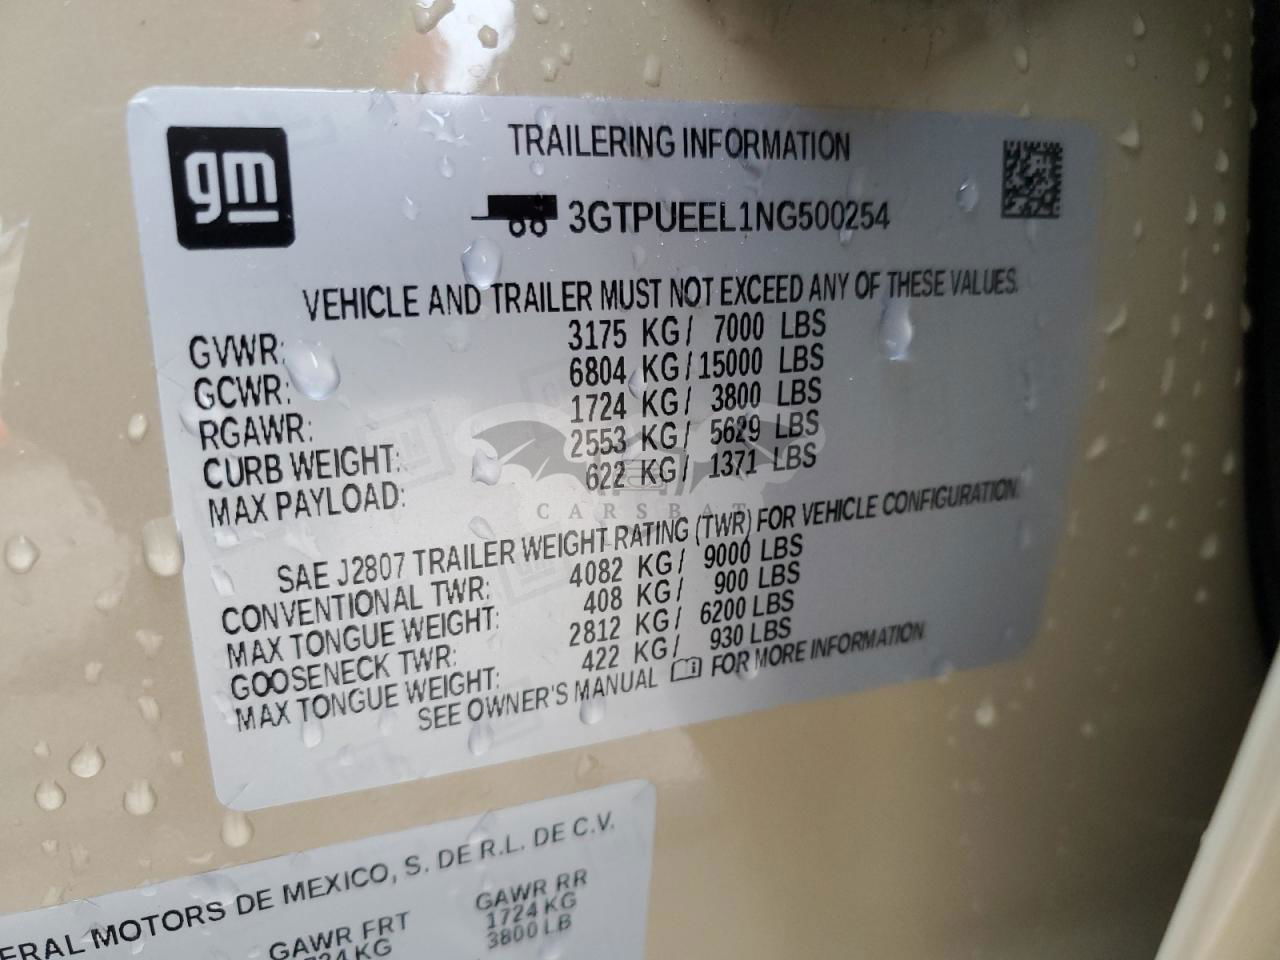 gm
TRAILERING INFORMATION
3GTPUEEL1NG500254
VEHICLE AND TRAILER MUST NOT EXCEED ANY OF THESE VALUES.
GVWR: 3175 KG/ 7000 LBS
GCWR: 6804 KG/15000 LBS
RGAWR: 1724 KG/ 3800 LBS
CURB WEIGHT: 2553 KG/ 5629 LBS
MAX PAYLOAD: 622 KG/ 1371 LBS
CARSBAT
SAE J2807 TRAILER WEIGHT RATING (TWR) FOR VEHICLE CONFIGURATION.
CONVENTIONAL TWR: 4082 KG/ 9000 LBS
MAX TONGUE WEIGHT: 408 KG/ 900 LBS
GOOSENECK TWR: 2812 KG/ 6200 LBS
MAX TONGUE WEIGHT: 422 KG/ 930 LBS
SEE OWNER'S MANUAL FOR MORE INFORMATION
ERAL MOTORS DE MEXICO, S. DE R.L. DE C.V.
GAWR FRT GAWR RR
KG 1724 KG
3800 LB